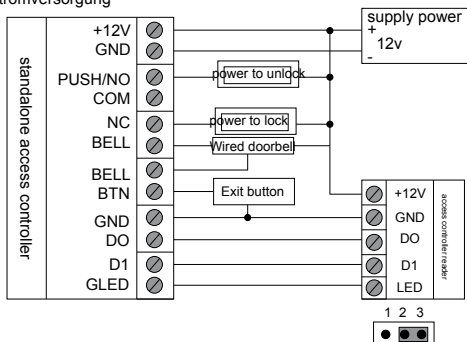 tromversorgung
standalone access controller
+12V
GND
PUSH/NO
COM
NC
BELL
BELL
BTN
GND
DO
D1
GLED
power to unlock
power to lock
Wired doorbell
Exit button
supply power
+
12v
-
+12V
GND
DO
D1
LED
access controller reader
1 2 3